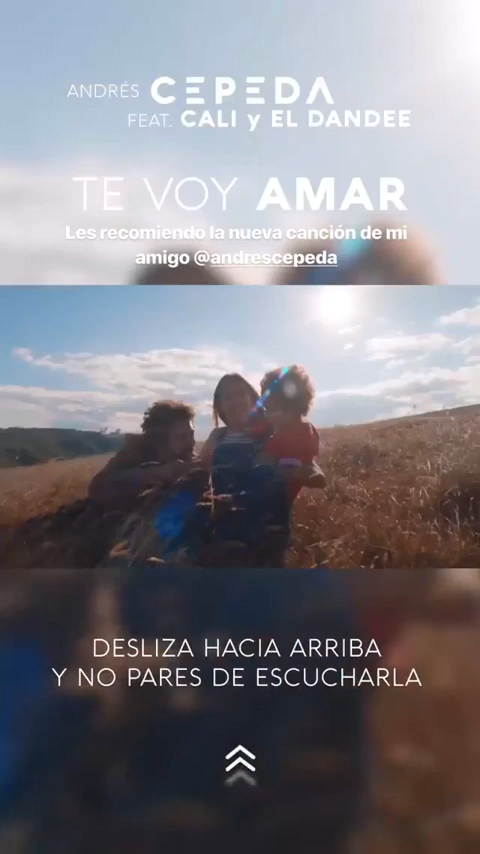 ANDRÉS CEPEDA
FEAT. CALI y EL DANDEE
TE VOY AMAR
Les recomiendo la nueva canción de mi
amigo @andrescepeda
DESLIZA HACIA ARRIBA
Y NO PARES DE ESCUCHARLA